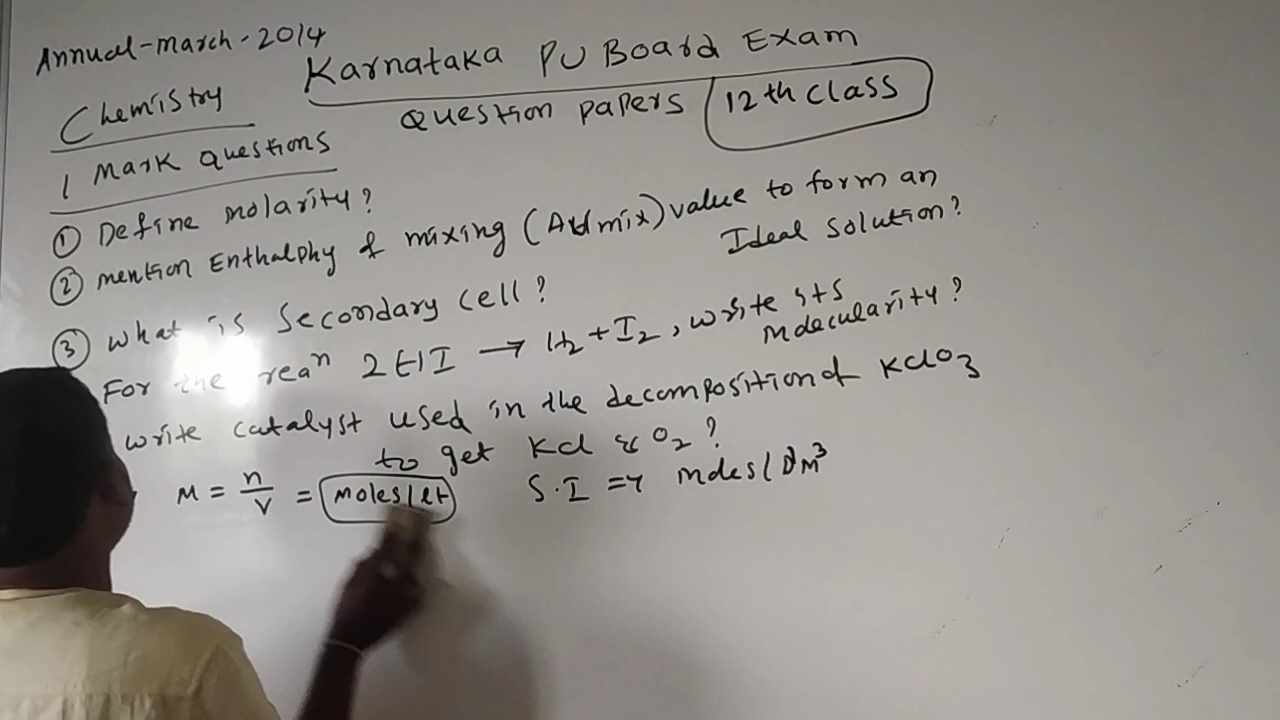 Annual-march-2014
Karnataka PU Board Exam
Question papers 12th class
Chemistry
1 Mark questions
① Define molarity?
② mention Enthalphy of mixing (ΔHmix) value to form an
Ideal solution?
③ What is Secondary cell?
For the reaⁿ 2HI → H₂ + I₂, write its
molecularity?
write catalyst used in the decomposition of KClO₃
to get KCl & O₂?
M = n/V = moles/lt S.I => moles/dm³